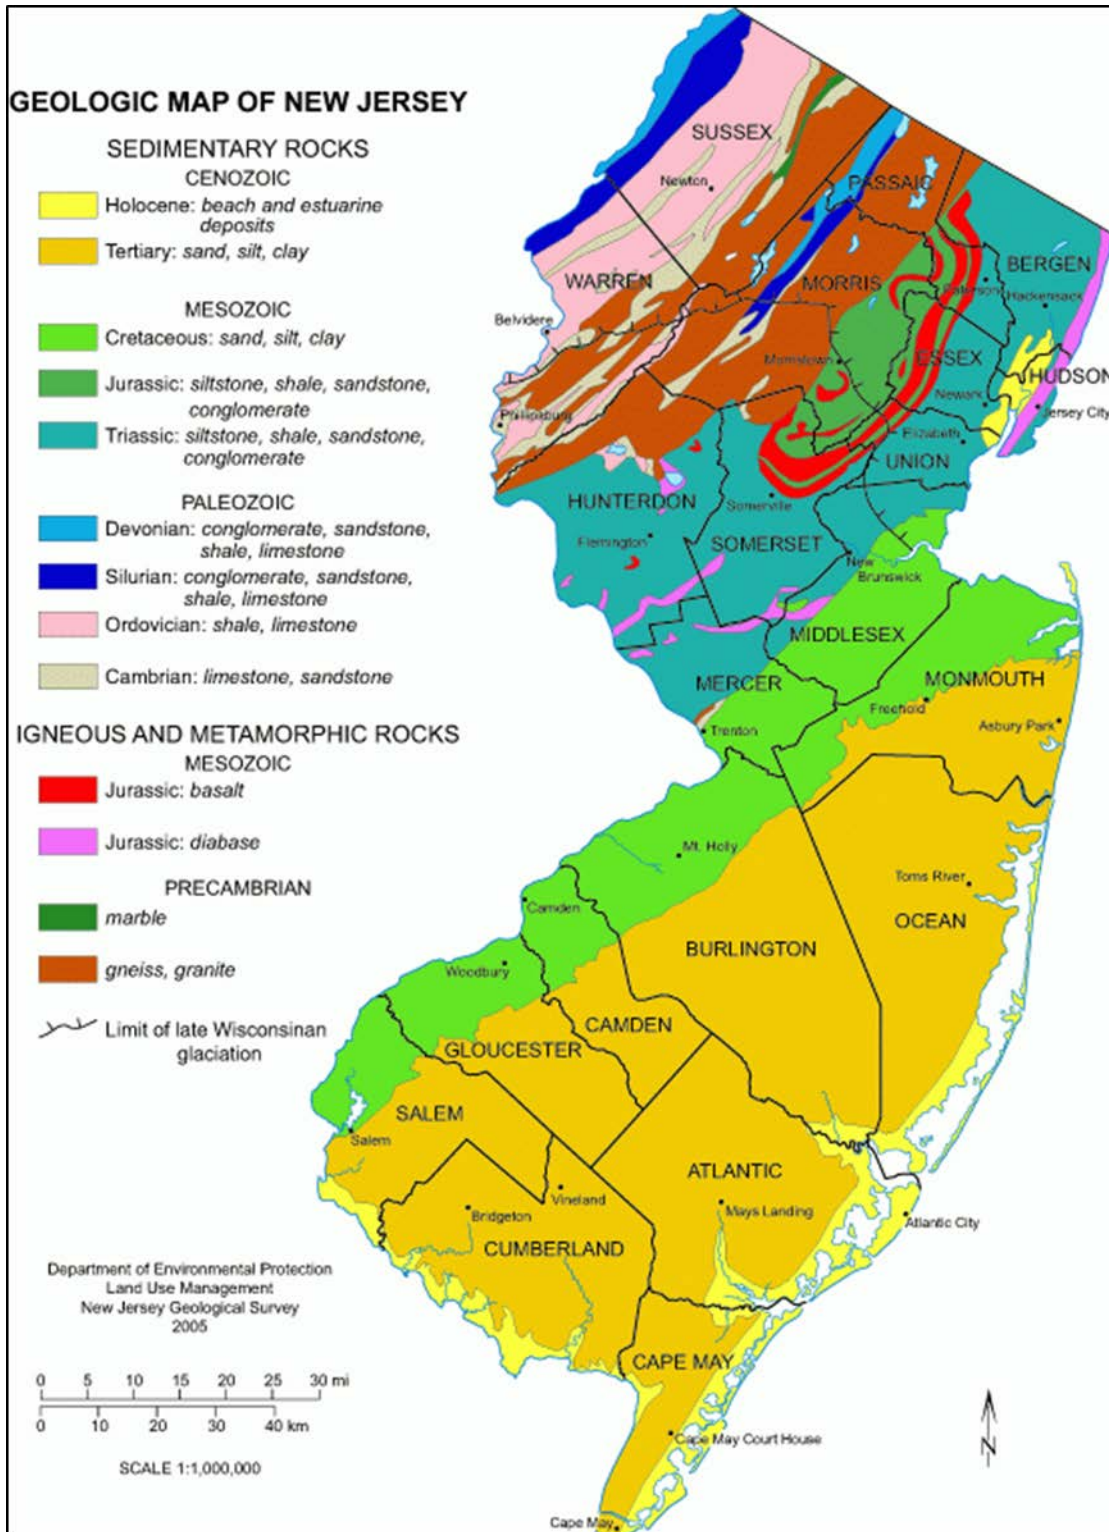 GEOLOGIC MAP OF NEW JERSEY
SEDIMENTARY ROCKS
CENOZOIC
Holocene: beach and estuarine
deposits
Tertiary: sand, silt, clay
MESOZOIC
Cretaceous: sand, silt, clay
Jurassic: siltstone, shale, sandstone,
conglomerate
Triassic: siltstone, shale, sandstone,
conglomerate
PALEOZOIC
Devonian: conglomerate, sandstone,
shale, limestone
Silurian: conglomerate, sandstone,
shale, limestone
Ordovician: shale, limestone
Cambrian: limestone, sandstone
IGNEOUS AND METAMORPHIC ROCKS
MESOZOIC
Jurassic: basalt
Jurassic: diabase
PRECAMBRIAN
marble
gneiss, granite
Limit of late Wisconsinan
glaciation
Department of Environmental Protection
Land Use Management
New Jersey Geological Survey
2005
0 5 10 15 20 25 30 mi
0 10 20 30 40 km
SCALE 1:1,000,000
SUSSEX
Newton
PASSAIC
WARREN
MORRIS
BERGEN
Paterson
Hackensack
Belvidere
Morristown
ESSEX
HUDSON
Newark
Jersey City
Phillipsburg
Elizabeth
UNION
HUNTERDON
Somerville
Flemington
SOMERSET
New
Brunswick
MIDDLESEX
MERCER
MONMOUTH
Freehold
Asbury Park
Trenton
Mt. Holly
Toms River
Camden
OCEAN
BURLINGTON
Woodbury
CAMDEN
GLOUCESTER
SALEM
Salem
ATLANTIC
Vineland
Mays Landing
Bridgeton
Atlantic City
CUMBERLAND
CAPE MAY
Cape May Court House
N
Cape May